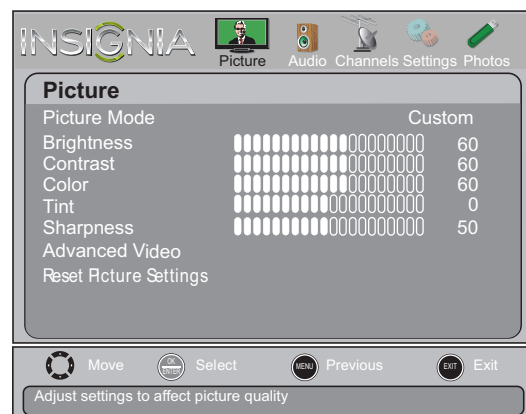 INSIGNIA
Picture Audio Channels Settings Photos
Picture
Picture Mode Custom
Brightness 60
Contrast 60
Color 60
Tint 0
Sharpness 50
Advanced Video
Reset Picture Settings
Move OK ENTER Select MENU Previous EXIT Exit
Adjust settings to affect picture quality